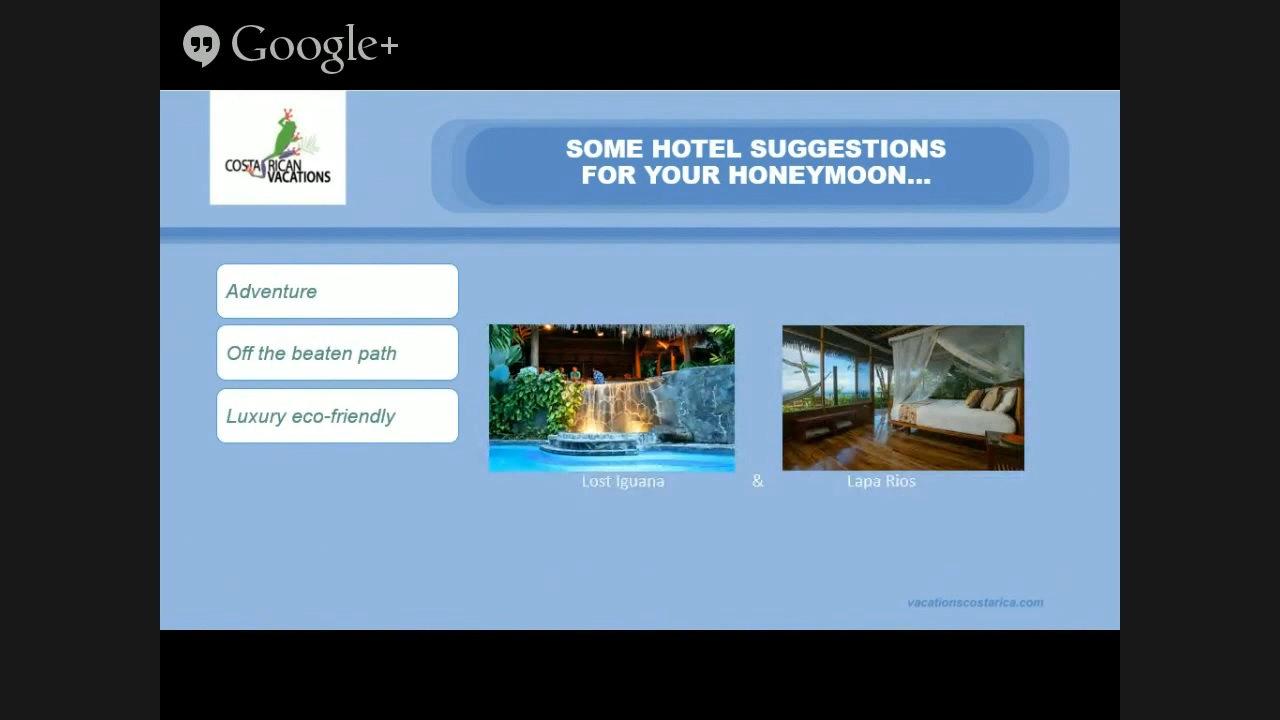 Google+
COSTA RICAN
VACATIONS
SOME HOTEL SUGGESTIONS
FOR YOUR HONEYMOON...
Adventure
Off the beaten path
Luxury eco-friendly
Lost Iguana & Lapa Rios
vacationscostarica.com